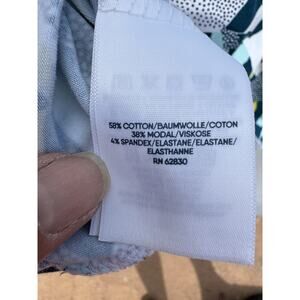 58% COTTON/BAUMWOLLE/COTON
38% MODAL/VISKOSE
4% SPANDEX/ELASTANE/ELASTANE/
ELASTHANNE
RN 62830